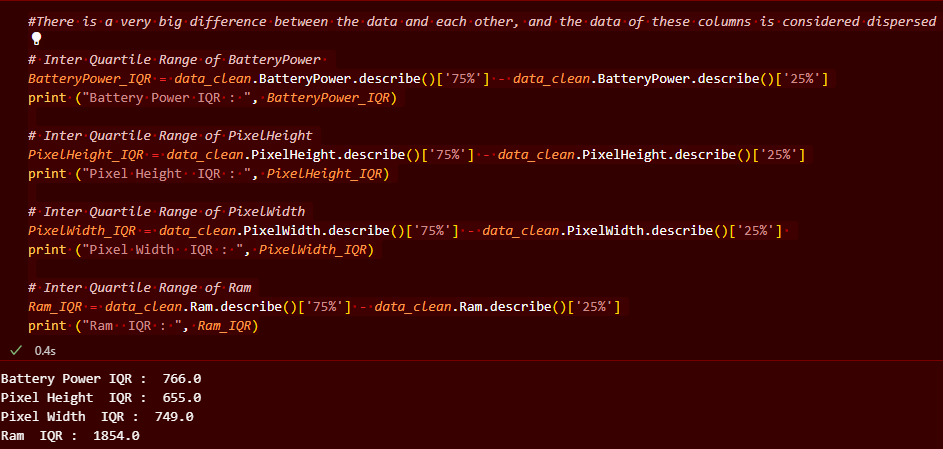 #There is a very big difference between the data and each other, and the data of these columns is considered dispersed
# Inter Quartile Range of BatteryPower
BatteryPower_IQR = data_clean.BatteryPower.describe()['75%'] - data_clean.BatteryPower.describe()['25%']
print ("Battery Power IQR : ", BatteryPower_IQR)
# Inter Quartile Range of PixelHeight
PixelHeight_IQR = data_clean.PixelHeight.describe()['75%'] - data_clean.PixelHeight.describe()['25%']
print ("Pixel Height  IQR : ", PixelHeight_IQR)
# Inter Quartile Range of PixelWidth
PixelWidth_IQR = data_clean.PixelWidth.describe()['75%'] - data_clean.PixelWidth.describe()['25%']
print ("Pixel Width  IQR : ", PixelWidth_IQR)
# Inter Quartile Range of Ram
Ram_IQR = data_clean.Ram.describe()['75%'] - data_clean.Ram.describe()['25%']
print ("Ram  IQR : ", Ram_IQR)
0.4s
Battery Power IQR :  766.0
Pixel Height  IQR :  655.0
Pixel Width  IQR :  749.0
Ram  IQR :  1854.0